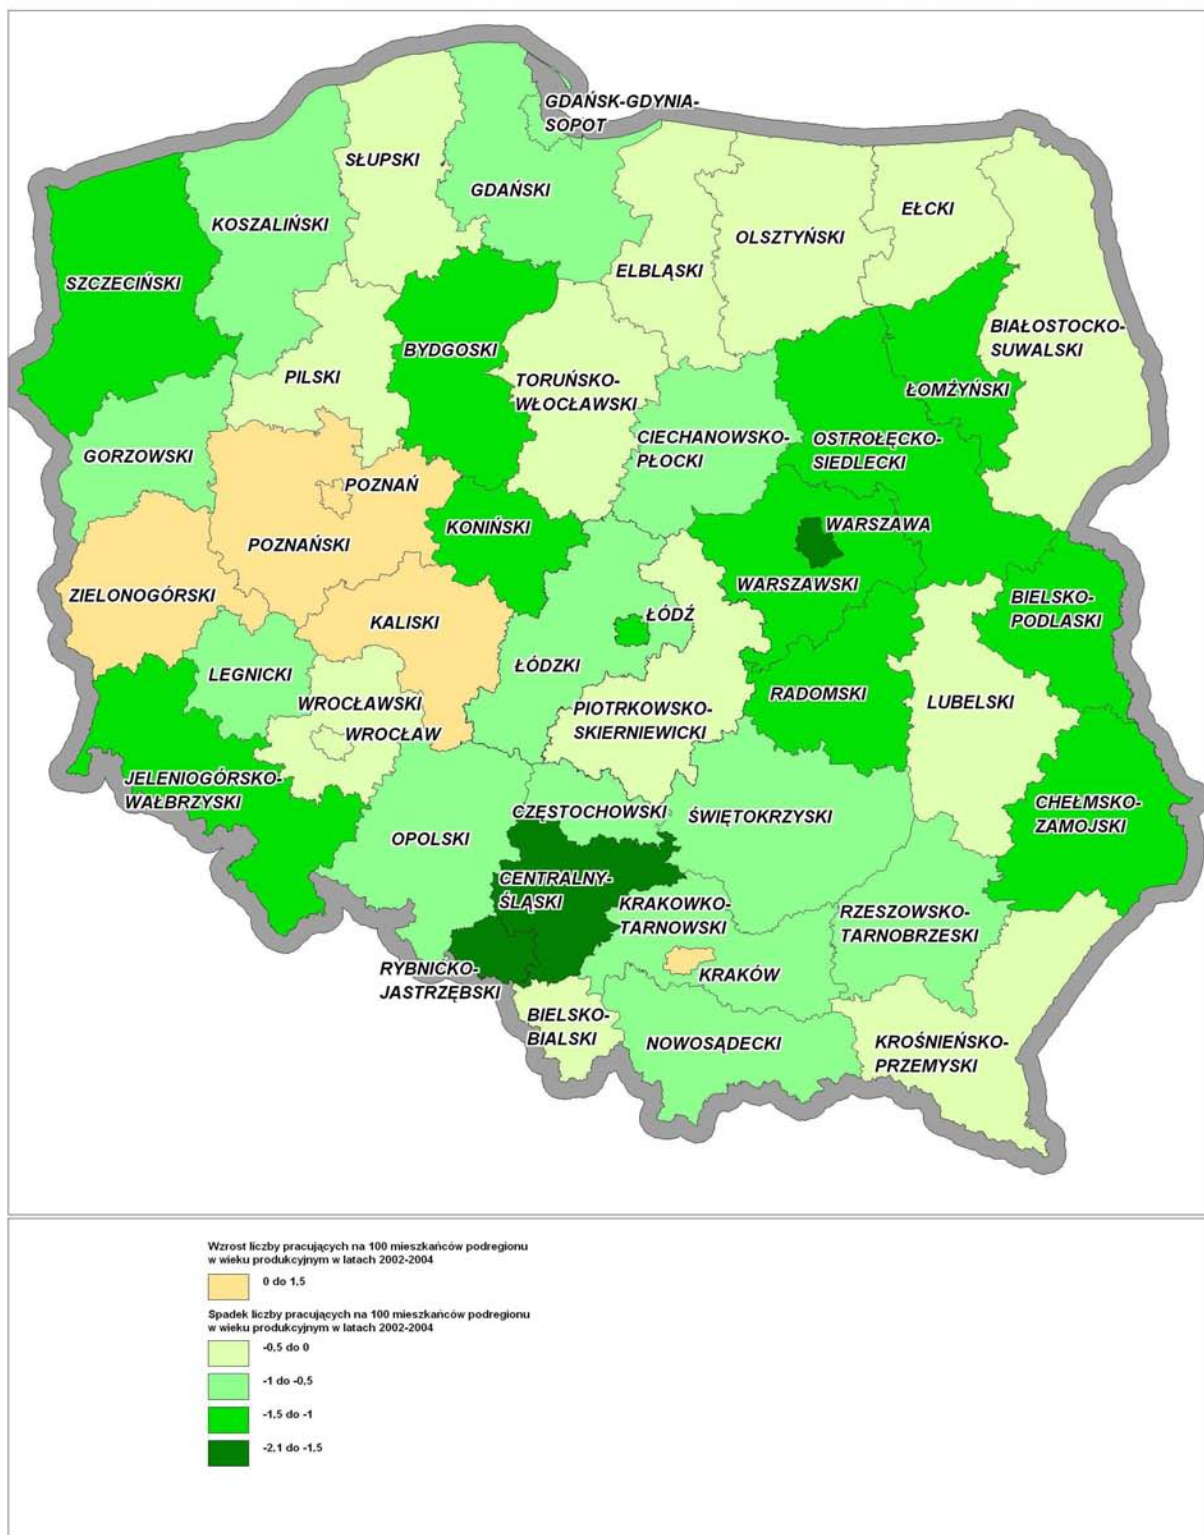 GDAŃSK-GDYNIA-
SOPOT
SŁUPSKI
GDAŃSKI
KOSZALIŃSKI
EŁCKI
OLSZTYŃSKI
ELBLĄSKI
SZCZECIŃSKI
BIAŁOSTOCKO-
SUWALSKI
BYDGOSKI
PILSKI
TORUŃSKO-
WŁOCŁAWSKI
ŁOMŻYŃSKI
CIECHANOWSKO-
PŁOCKI
OSTROŁĘCKO-
SIEDLECKI
GORZOWSKI
POZNAŃ
KONIŃSKI
WARSZAWA
POZNAŃSKI
WARSZAWSKI
ZIELONOGÓRSKI
BIELSKO-
PODLASKI
KALISKI
ŁÓDŹ
ŁÓDZKI
LEGNICKI
RADOMSKI
LUBELSKI
WROCŁAWSKI
PIOTRKOWSKO-
SKIERNIEWICKI
WROCŁAW
JELENIOGÓRSKO-
WAŁBRZYSKI
CZĘSTOCHOWSKI
ŚWIĘTOKRZYSKI
CHEŁMSKO-
ZAMOJSKI
OPOLSKI
CENTRALNY-
ŚLĄSKI
KRAKOWKO-
TARNOWSKI
RZESZOWSKO-
TARNOBRZESKI
RYBNICKO-
JASTRZĘBSKI
KRAKÓW
BIELSKO-
BIALSKI
NOWOSĄDECKI
KROŚNIEŃSKO-
PRZEMYSKI
Wzrost liczby pracujących na 100 mieszkańców podregionu
w wieku produkcyjnym w latach 2002-2004
0 do 1.5
Spadek liczby pracujących na 100 mieszkańców podregionu
w wieku produkcyjnym w latach 2002-2004
-0,5 do 0
-1 do -0,5
-1,5 do -1
-2,1 do -1,5